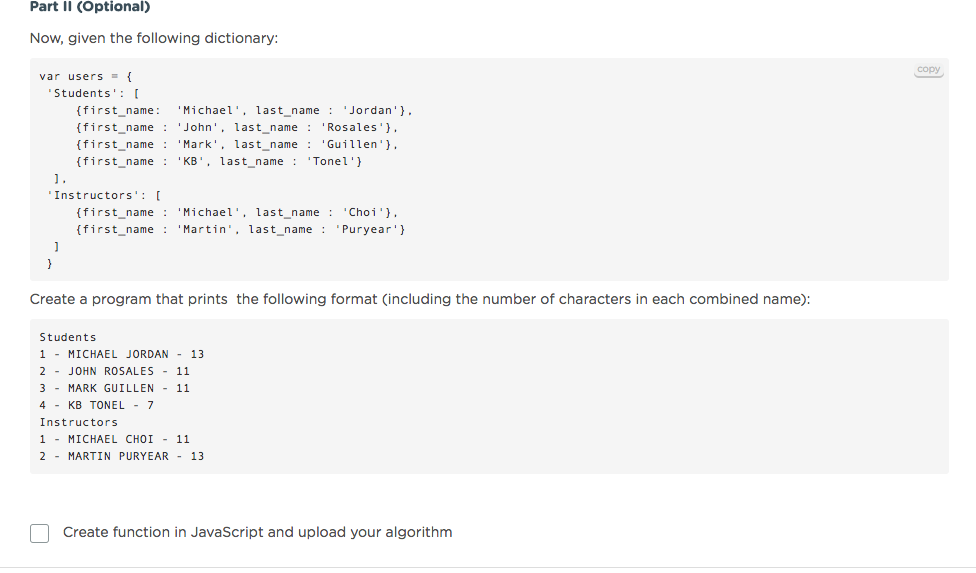 Part II (Optional)
Now, given the following dictionary:
copy
var users = {
 'Students': [
     {first_name:  'Michael', last_name : 'Jordan'},
     {first_name : 'John', last_name : 'Rosales'},
     {first_name : 'Mark', last_name : 'Guillen'},
     {first_name : 'KB', last_name : 'Tonel'}
  ],
 'Instructors': [
     {first_name : 'Michael', last_name : 'Choi'},
     {first_name : 'Martin', last_name : 'Puryear'}
  ]
 }
Create a program that prints  the following format (including the number of characters in each combined name):
Students
1 - MICHAEL JORDAN - 13
2 - JOHN ROSALES - 11
3 - MARK GUILLEN - 11
4 - KB TONEL - 7
Instructors
1 - MICHAEL CHOI - 11
2 - MARTIN PURYEAR - 13
Create function in JavaScript and upload your algorithm